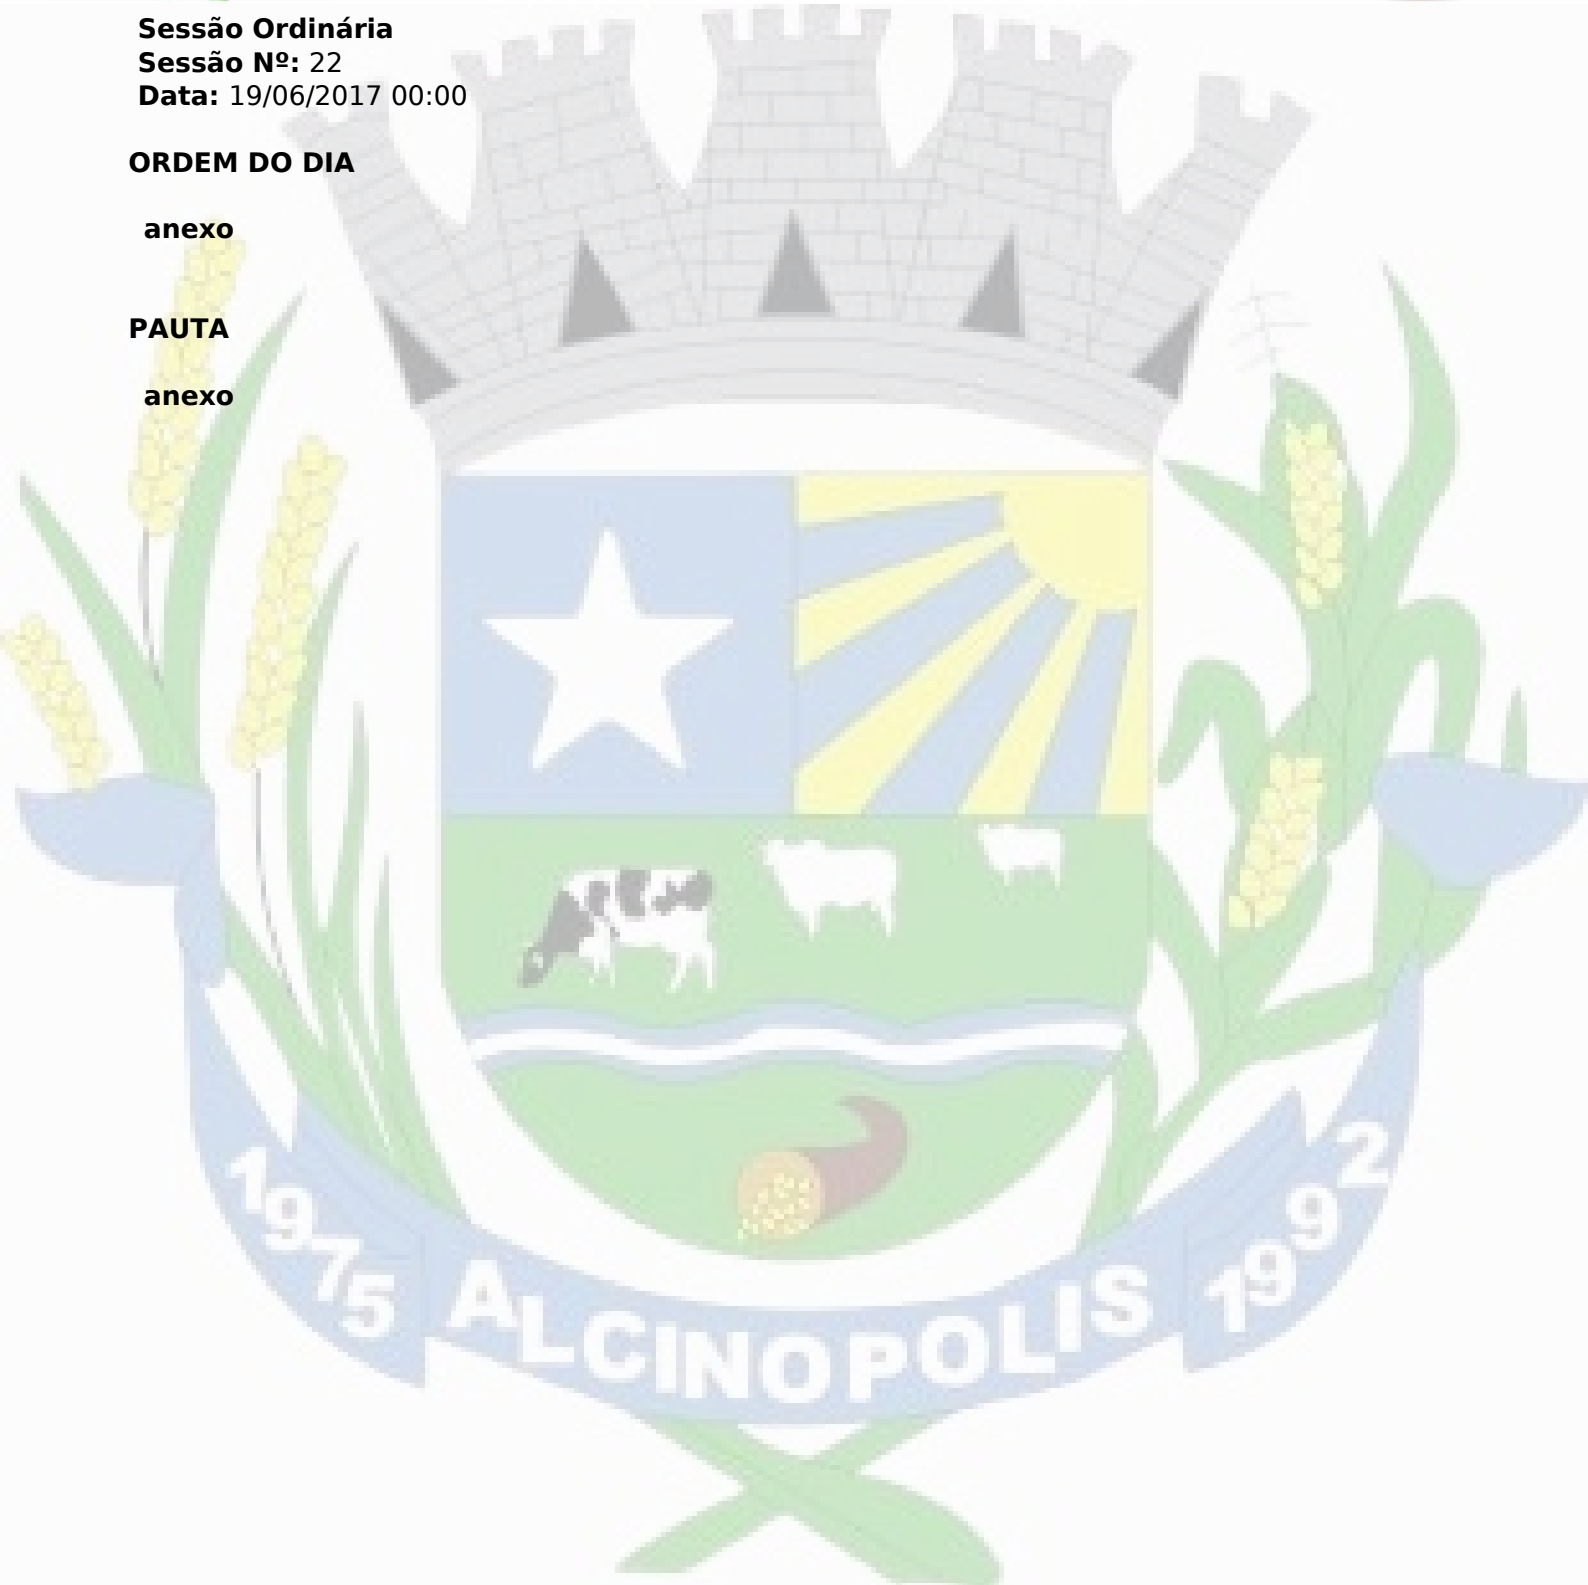 Sessão Ordinária
Sessão Nº: 22
Data: 19/06/2017 00:00
ORDEM DO DIA
anexo
PAUTA
anexo
1975 ALCINOPOLIS 1992